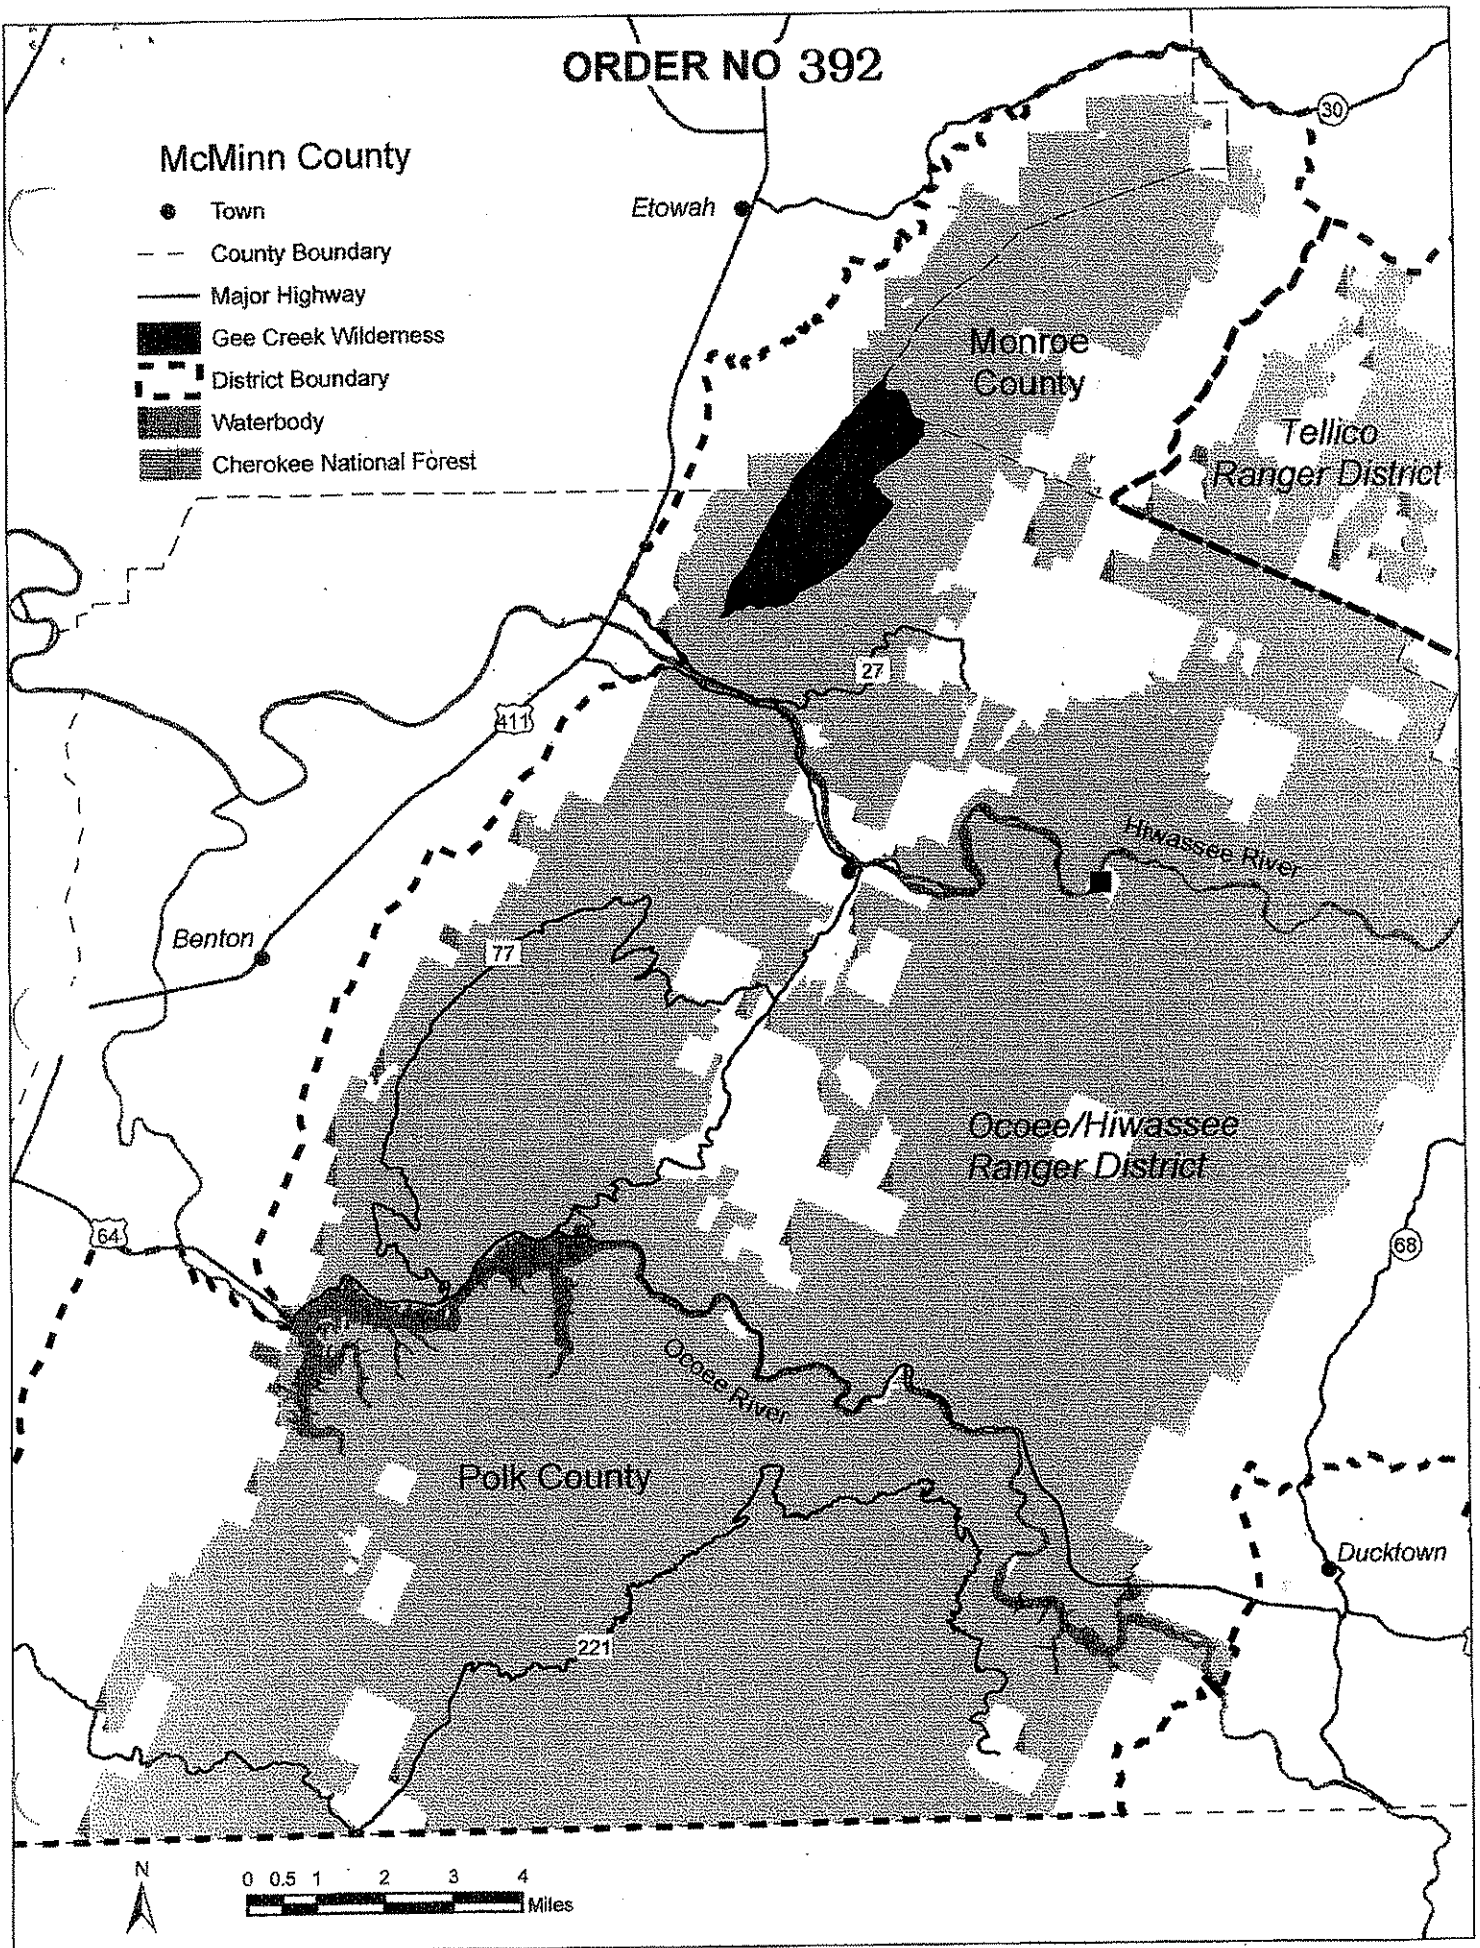 ORDER NO 392
30
McMinn County
Town
County Boundary
Major Highway
Gee Creek Wilderness
District Boundary
Waterbody
Cherokee National Forest
Etowah
Monroe
County
Tellico
Ranger District
27
411
Hiwassee River
Benton
77
Ocoee/Hiwassee
Ranger District
64
68
Ocoee River
Polk County
Ducktown
221
N
0 0.5 1 2 3 4
Miles